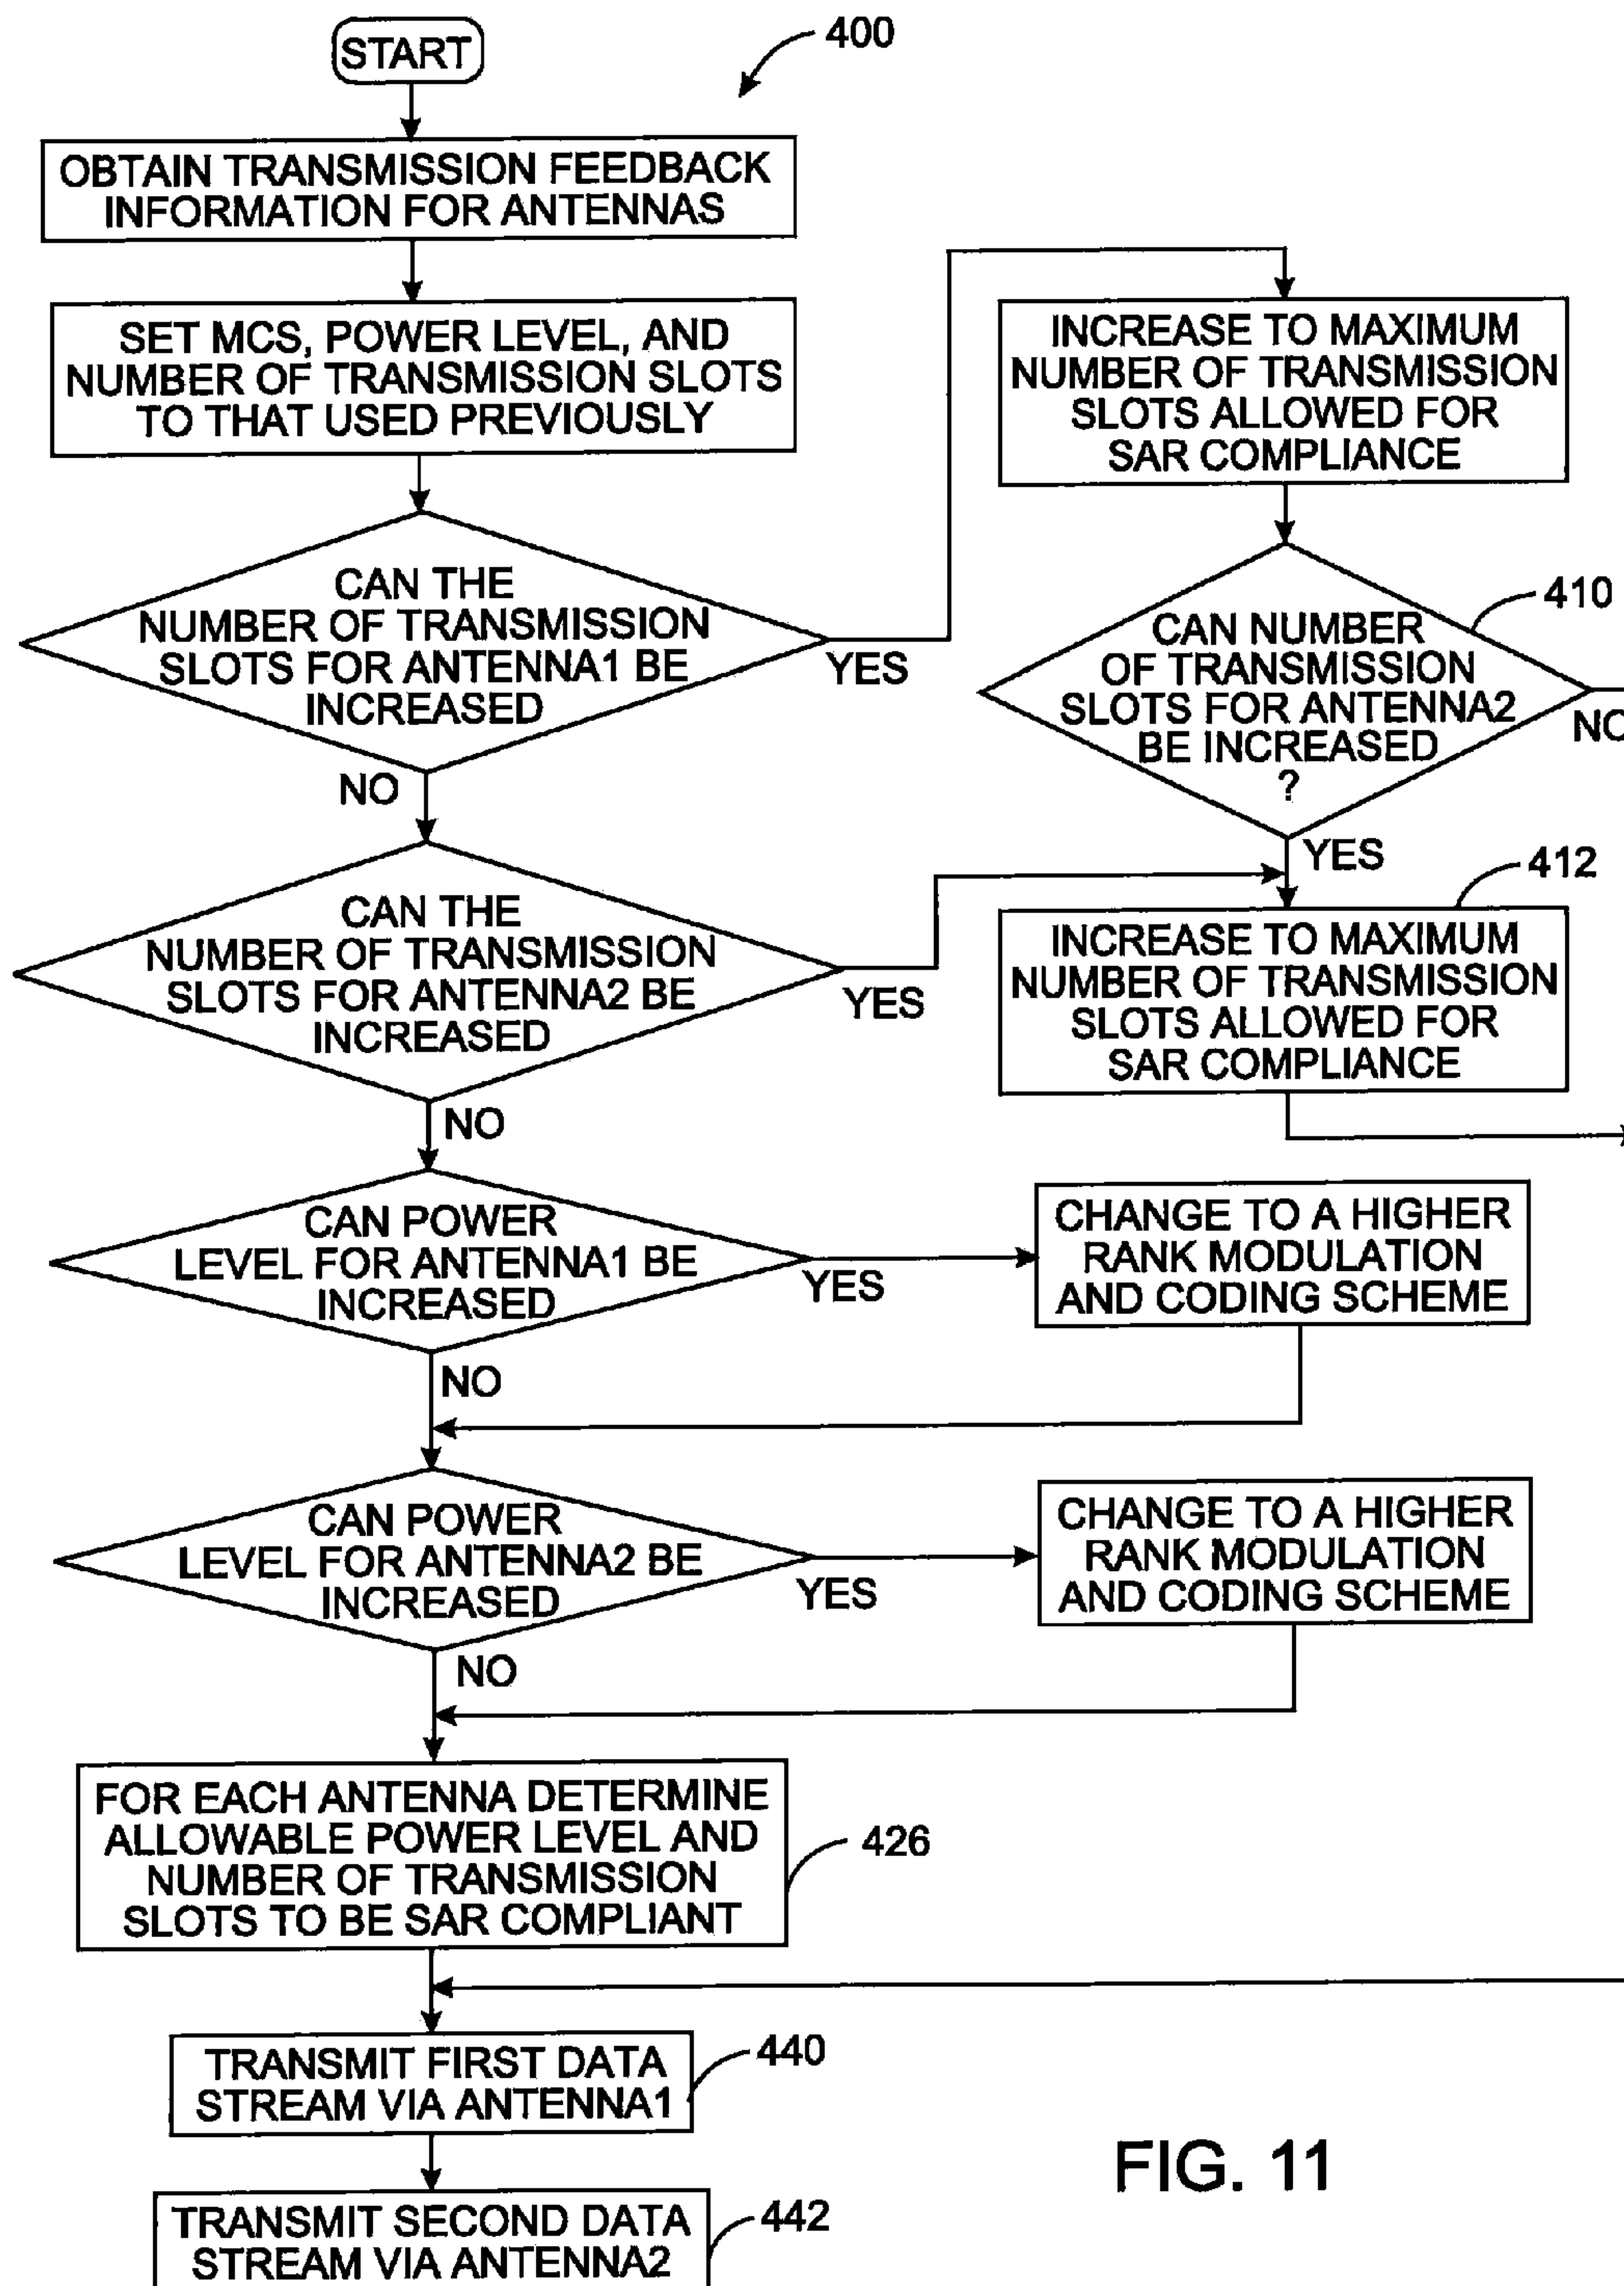 START
400
OBTAIN TRANSMISSION FEEDBACK
INFORMATION FOR ANTENNAS
SET MCS, POWER LEVEL, AND
NUMBER OF TRANSMISSION SLOTS
TO THAT USED PREVIOUSLY
CAN THE
NUMBER OF TRANSMISSION
SLOTS FOR ANTENNA1 BE
INCREASED
YES
NO
INCREASE TO MAXIMUM
NUMBER OF TRANSMISSION
SLOTS ALLOWED FOR
SAR COMPLIANCE
410
CAN NUMBER
OF TRANSMISSION
SLOTS FOR ANTENNA2
BE INCREASED
?
NO
YES
412
INCREASE TO MAXIMUM
NUMBER OF TRANSMISSION
SLOTS ALLOWED FOR
SAR COMPLIANCE
CAN THE
NUMBER OF TRANSMISSION
SLOTS FOR ANTENNA2 BE
INCREASED
YES
NO
CAN POWER
LEVEL FOR ANTENNA1 BE
INCREASED
YES
NO
CHANGE TO A HIGHER
RANK MODULATION
AND CODING SCHEME
CAN POWER
LEVEL FOR ANTENNA2 BE
INCREASED
YES
NO
CHANGE TO A HIGHER
RANK MODULATION
AND CODING SCHEME
FOR EACH ANTENNA DETERMINE
ALLOWABLE POWER LEVEL AND
NUMBER OF TRANSMISSION
SLOTS TO BE SAR COMPLIANT
426
TRANSMIT FIRST DATA
STREAM VIA ANTENNA1
440
TRANSMIT SECOND DATA
STREAM VIA ANTENNA2
442
FIG. 11